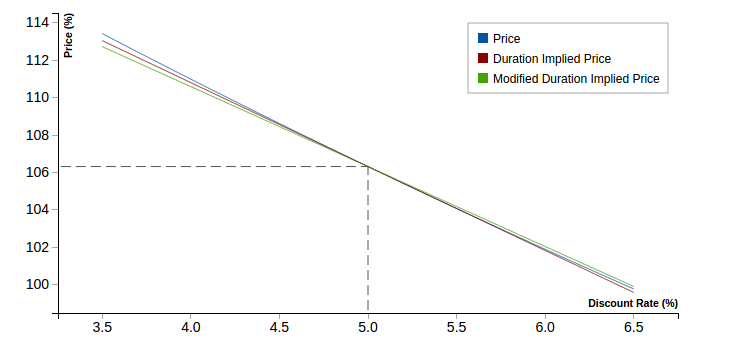 114
112
110
108
106
104
102
100
Price (%)
Price
Duration Implied Price
Modified Duration Implied Price
Discount Rate (%)
3.5 4.0 4.5 5.0 5.5 6.0 6.5